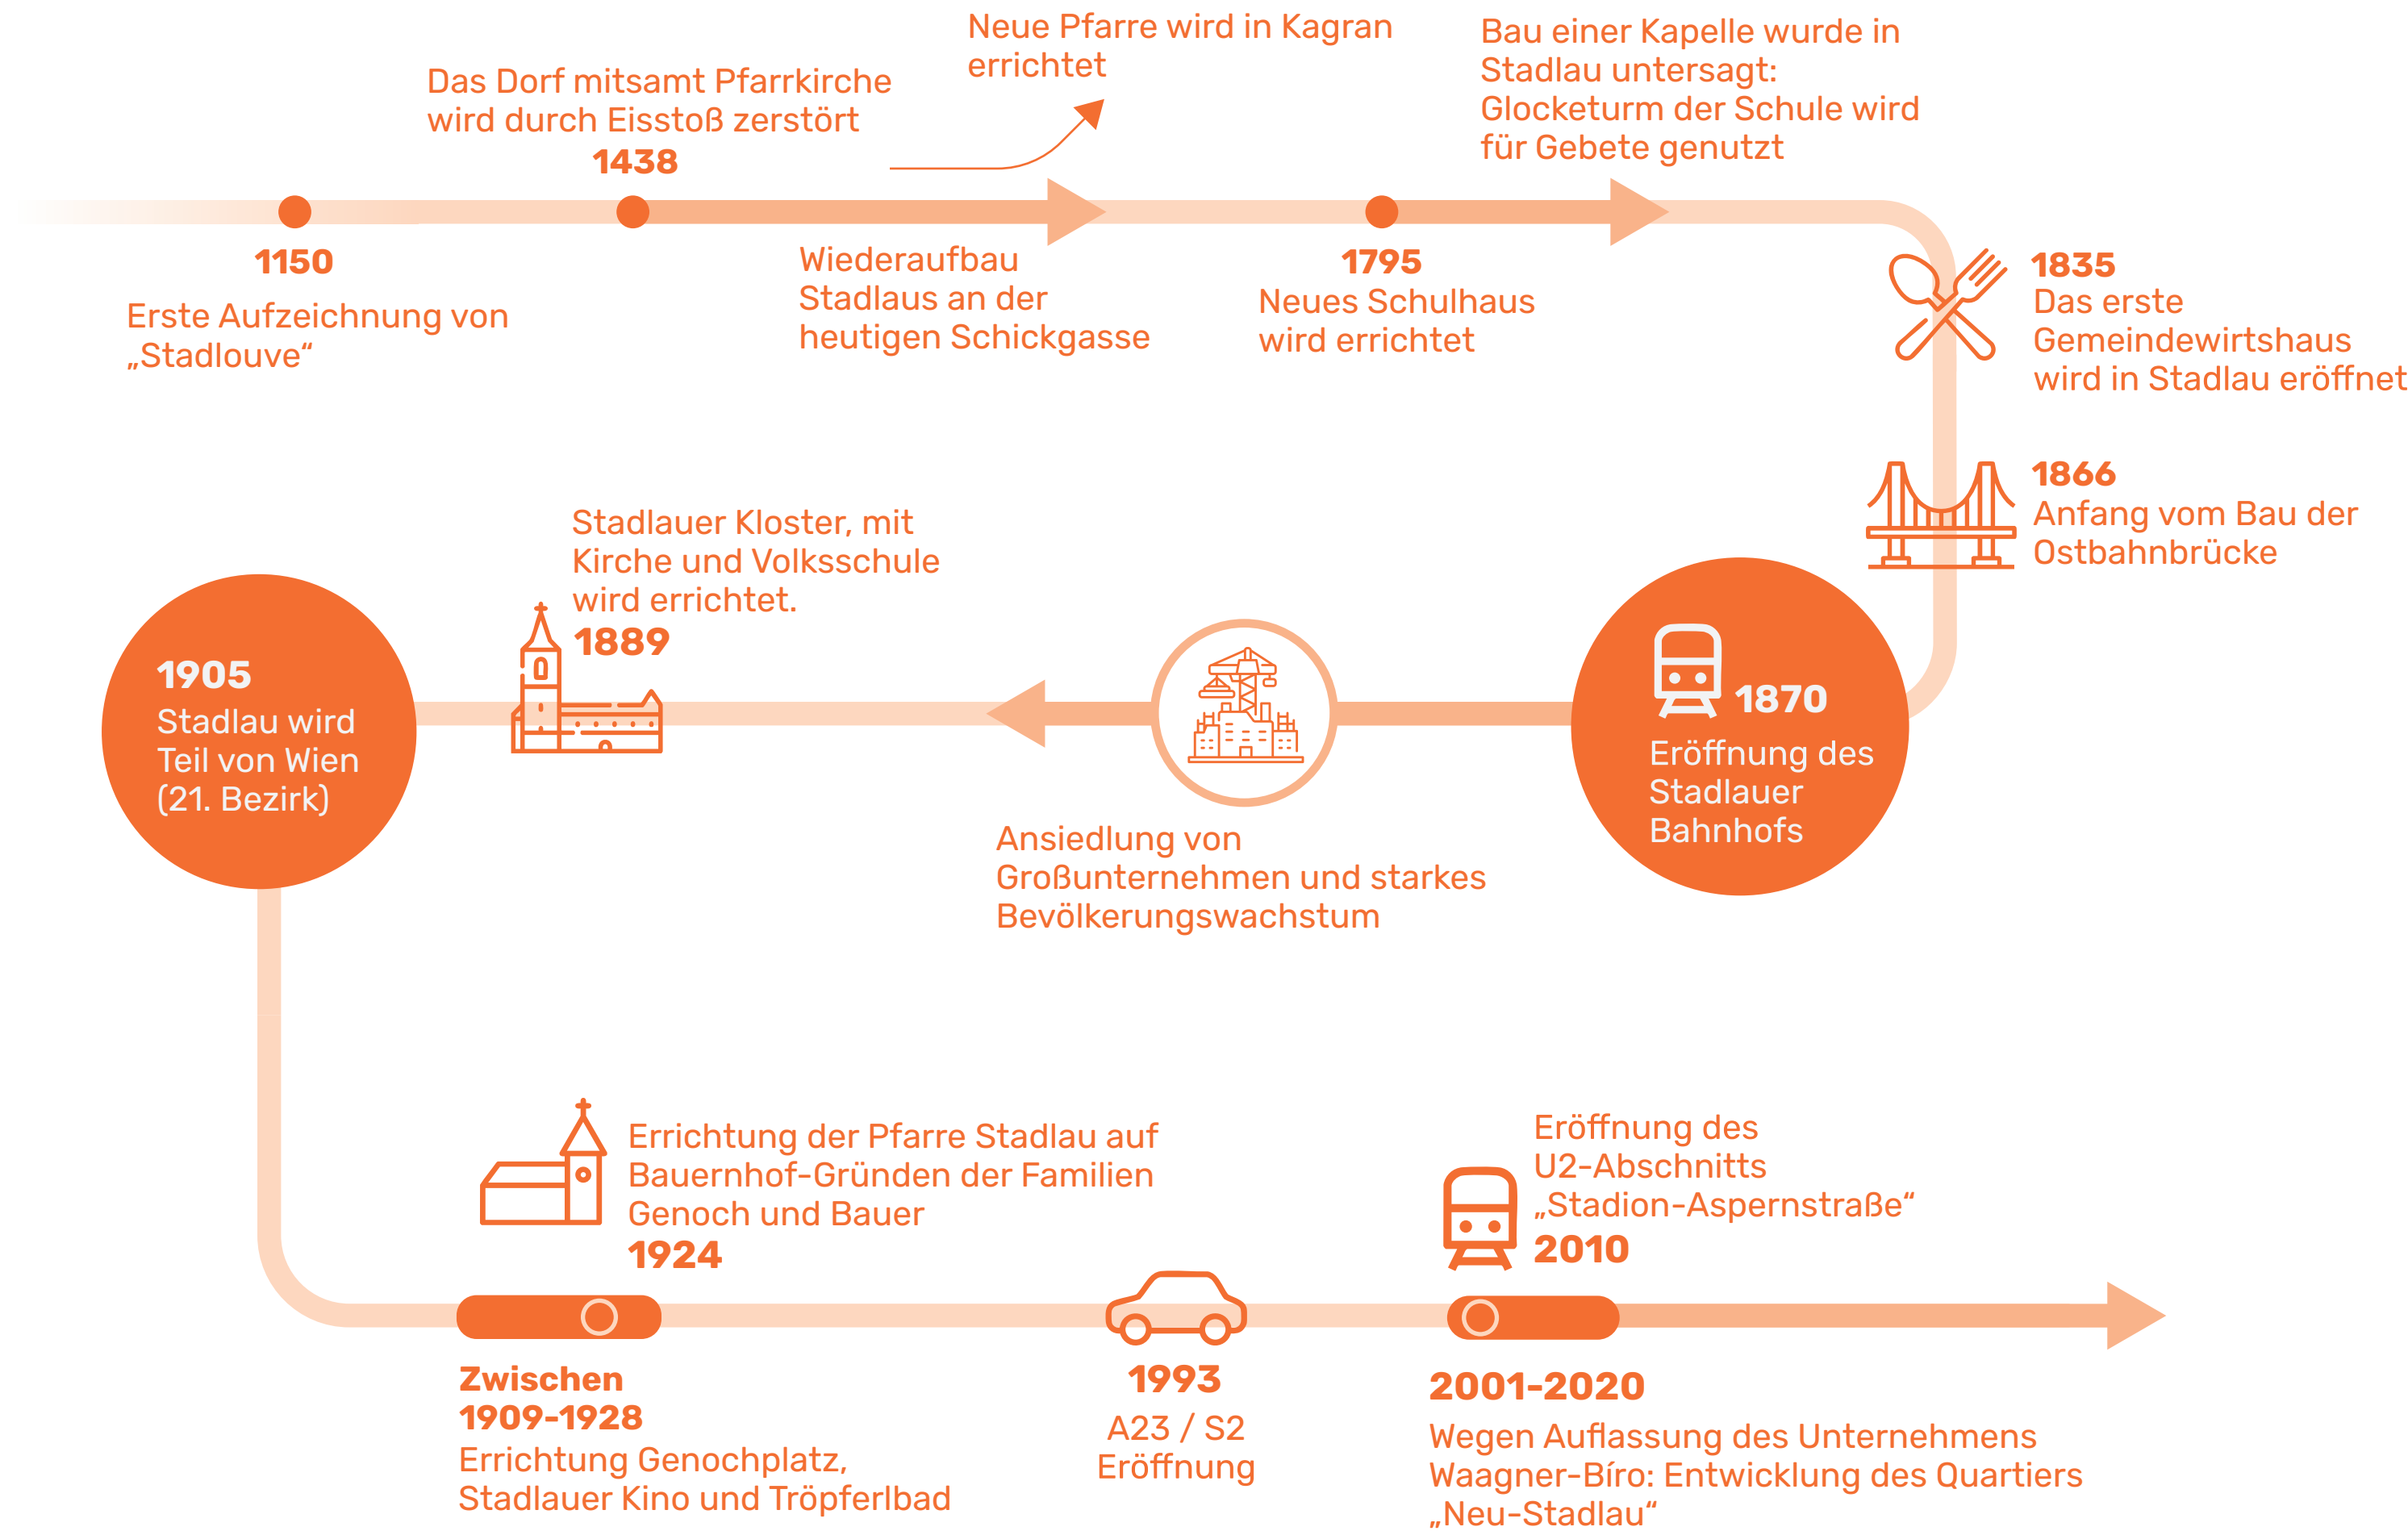 Neue Pfarre wird in Kagran
errichtet
Bau einer Kapelle wurde in
Stadlau untersagt:
Glocketurm der Schule wird
für Gebete genutzt
Das Dorf mitsamt Pfarrkirche
wird durch Eisstoß zerstört
1438
1150
Erste Aufzeichnung von
„Stadlouve“
Wiederaufbau
Stadlaus an der
heutigen Schickgasse
1795
Neues Schulhaus
wird errichtet
1835
Das erste
Gemeindewirtshaus
wird in Stadlau eröffnet
1866
Anfang vom Bau der
Ostbahnbrücke
1870
Eröffnung des
Stadlauer
Bahnhofs
Ansiedlung von
Großunternehmen und starkes
Bevölkerungswachstum
Stadlauer Kloster, mit
Kirche und Volksschule
wird errichtet.
1889
1905
Stadlau wird
Teil von Wien
(21. Bezirk)
Errichtung der Pfarre Stadlau auf
Bauernhof-Gründen der Familien
Genoch und Bauer
1924
Zwischen
1909-1928
Errichtung Genochplatz,
Stadlauer Kino und Tröpferlbad
1993
A23 / S2
Eröffnung
Eröffnung des
U2-Abschnitts
„Stadion-Aspernstraße“
2010
2001-2020
Wegen Auflassung des Unternehmens
Waagner-Bíro: Entwicklung des Quartiers
„Neu-Stadlau“